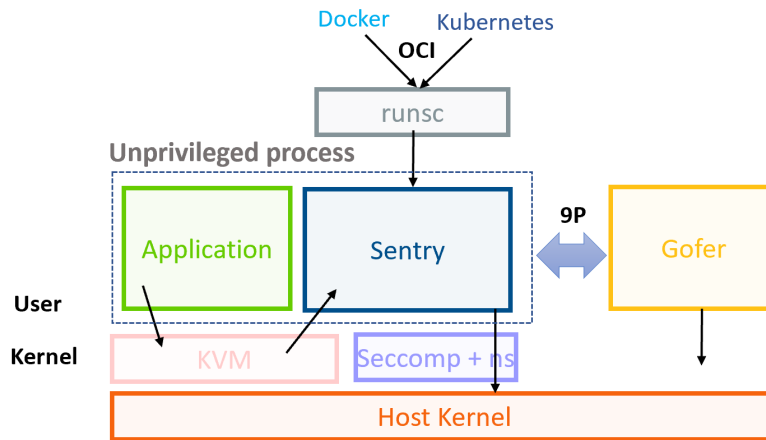 Docker
Kubernetes
OCI
runsc
Unprivileged process
Application
Sentry
9P
Gofer
User
Kernel
KVM
Seccomp + ns
Host Kernel